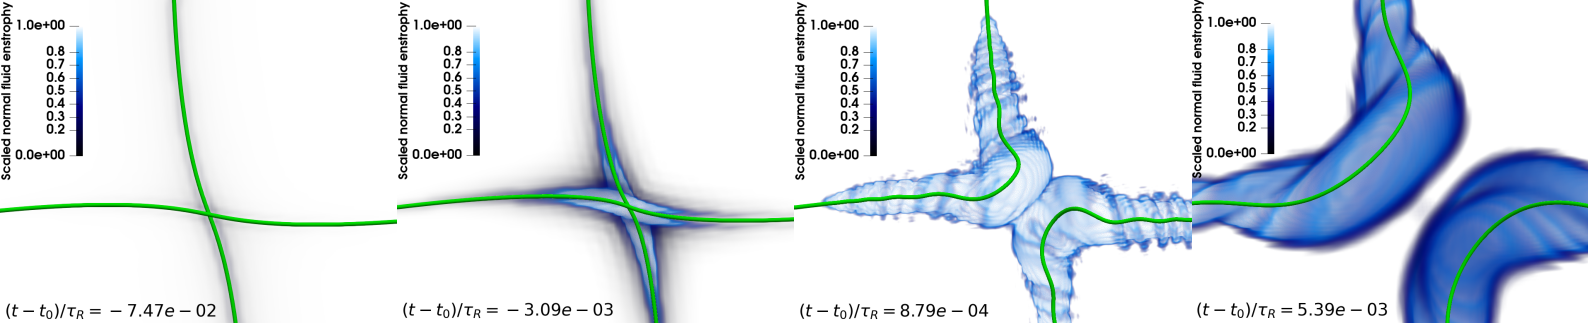 Scaled normal fluid enstrophy
1.0e+00
0.8
0.7
0.6
0.5
0.4
0.3
0.2
0.0e+00
(t − t₀)/τ_R = − 7.47e − 02
Scaled normal fluid enstrophy
1.0e+00
0.8
0.7
0.6
0.5
0.4
0.3
0.2
0.0e+00
(t − t₀)/τ_R = − 3.09e − 03
Scaled normal fluid enstrophy
1.0e+00
0.8
0.7
0.6
0.5
0.4
0.3
0.2
0.0e+00
(t − t₀)/τ_R = 8.79e − 04
Scaled normal fluid enstrophy
1.0e+00
0.8
0.7
0.6
0.5
0.4
0.3
0.2
0.0e+00
(t − t₀)/τ_R = 5.39e − 03